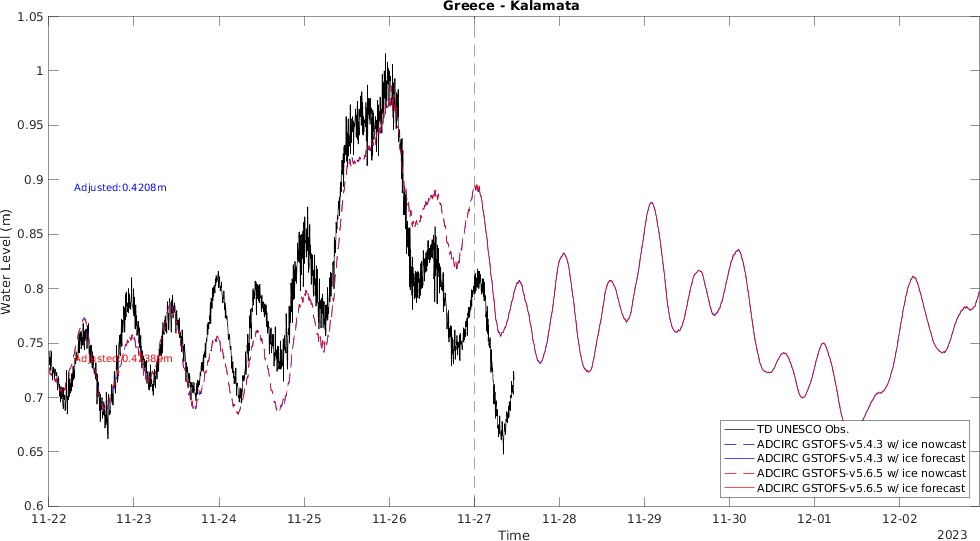 Greece - Kalamata
1.05
1
0.95
0.9
0.85
0.8
0.75
0.7
0.65
0.6
Water Level (m)
Adjusted:0.4208m
TD UNESCO Obs.
ADCIRC GSTOFS-v5.4.3 w/ ice nowcast
ADCIRC GSTOFS-v5.4.3 w/ ice forecast
ADCIRC GSTOFS-v5.6.5 w/ ice nowcast
ADCIRC GSTOFS-v5.6.5 w/ ice forecast
11-22 11-23 11-24 11-25 11-26 11-27 11-28 11-29 11-30 12-01 12-02
Time
2023